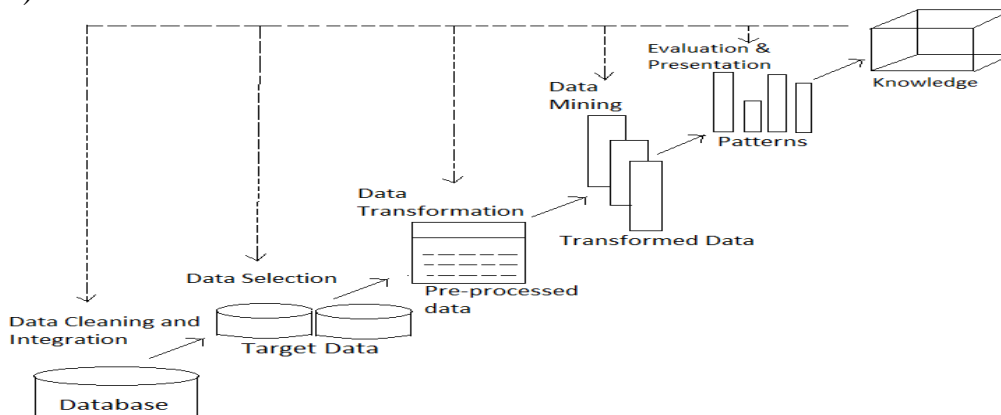 )
Evaluation &
Presentation
Knowledge
Data
Mining
Patterns
Data
Transformation
Transformed Data
Data Selection
Pre-processed
data
Data Cleaning and
Integration
Target Data
Database